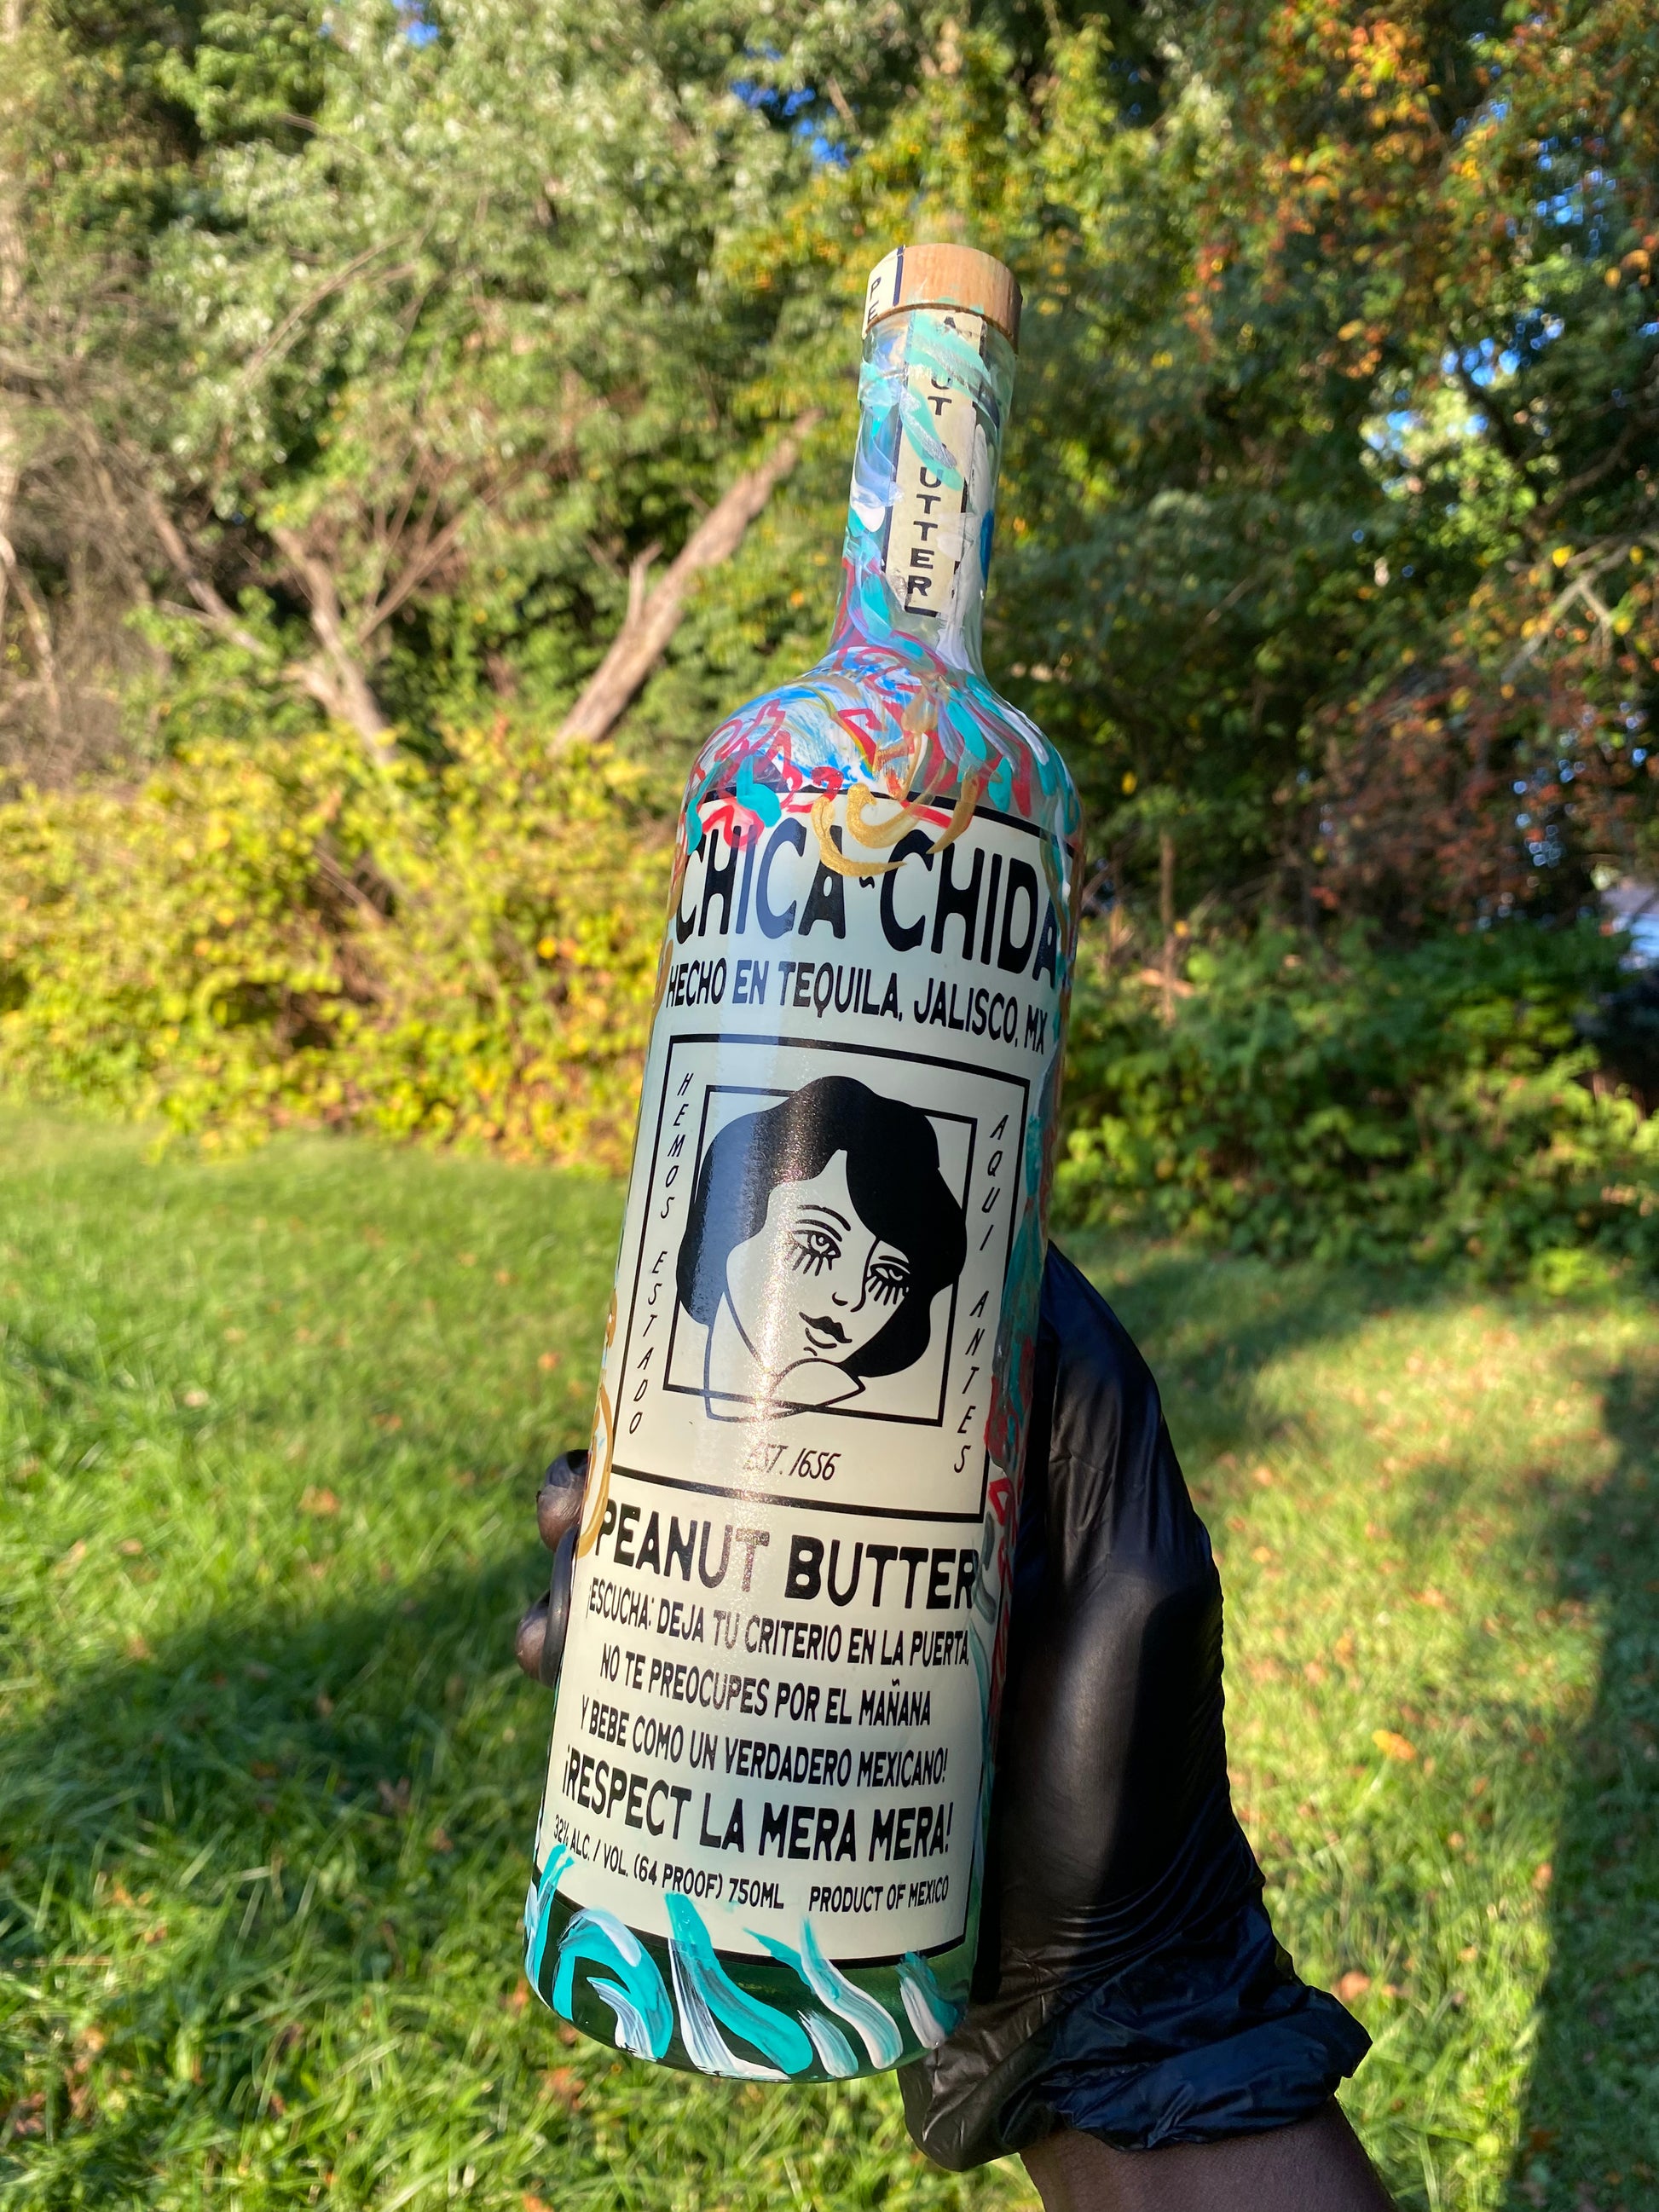 UTTER
CHICA~CHIDA
HECHO EN TEQUILA, JALISCO, MX
HEMOS ESTADO
AQUI ANTES
EST. 1656
PEANUT BUTTER
¡ESCUCHA! DEJA TU CRITERIO EN LA PUERTA,
NO TE PREOCUPES POR EL MAÑANA
Y BEBE COMO UN VERDADERO MEXICANO!
¡RESPECT LA MERA MERA!
32% ALC. / VOL. (64 PROOF) 750ML PRODUCT OF MEXICO